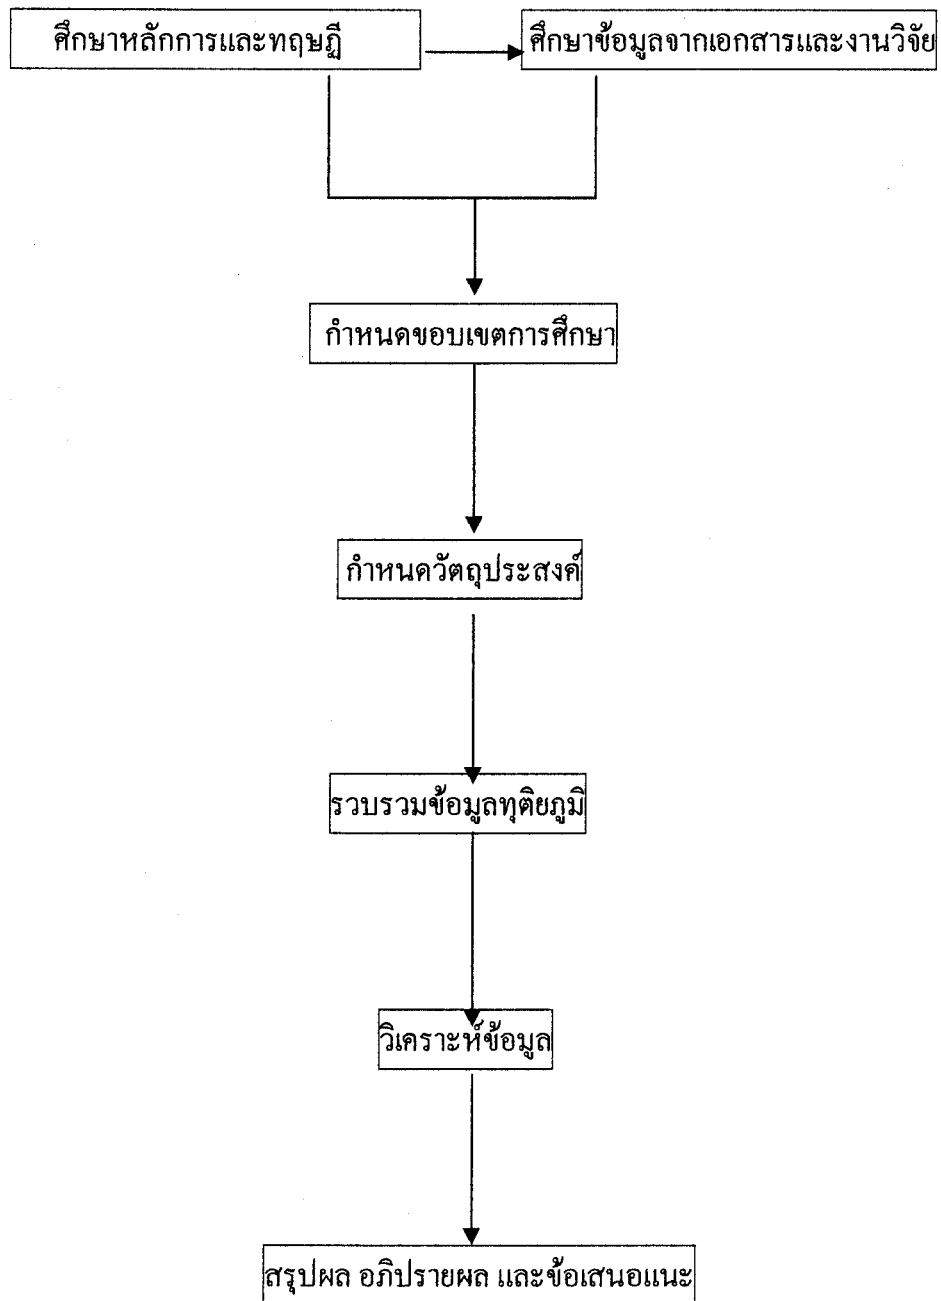 ศึกษาหลักการและทฤษฎี
ศึกษาข้อมูลจากเอกสารและงานวิจัย
กำหนดขอบเขตการศึกษา
กำหนดวัตถุประสงค์
รวบรวมข้อมูลทุติยภูมิ
วิเคราะห์ข้อมูล
สรุปผล อภิปรายผล และข้อเสนอแนะ